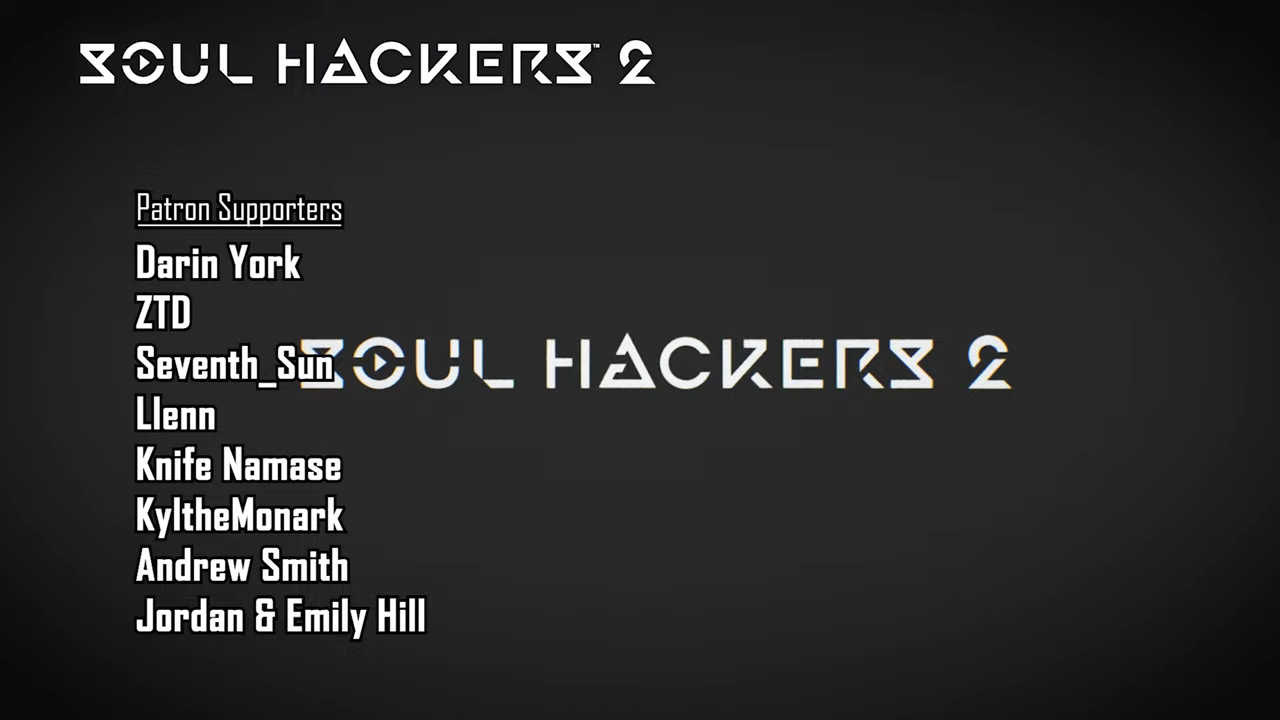 SOUL HACKERS™ 2
Patron Supporters
Darin York
ZTD
Seventh_Sun
SOUL HACKERS 2
Llenn
Knife Namase
KyltheMonark
Andrew Smith
Jordan & Emily Hill